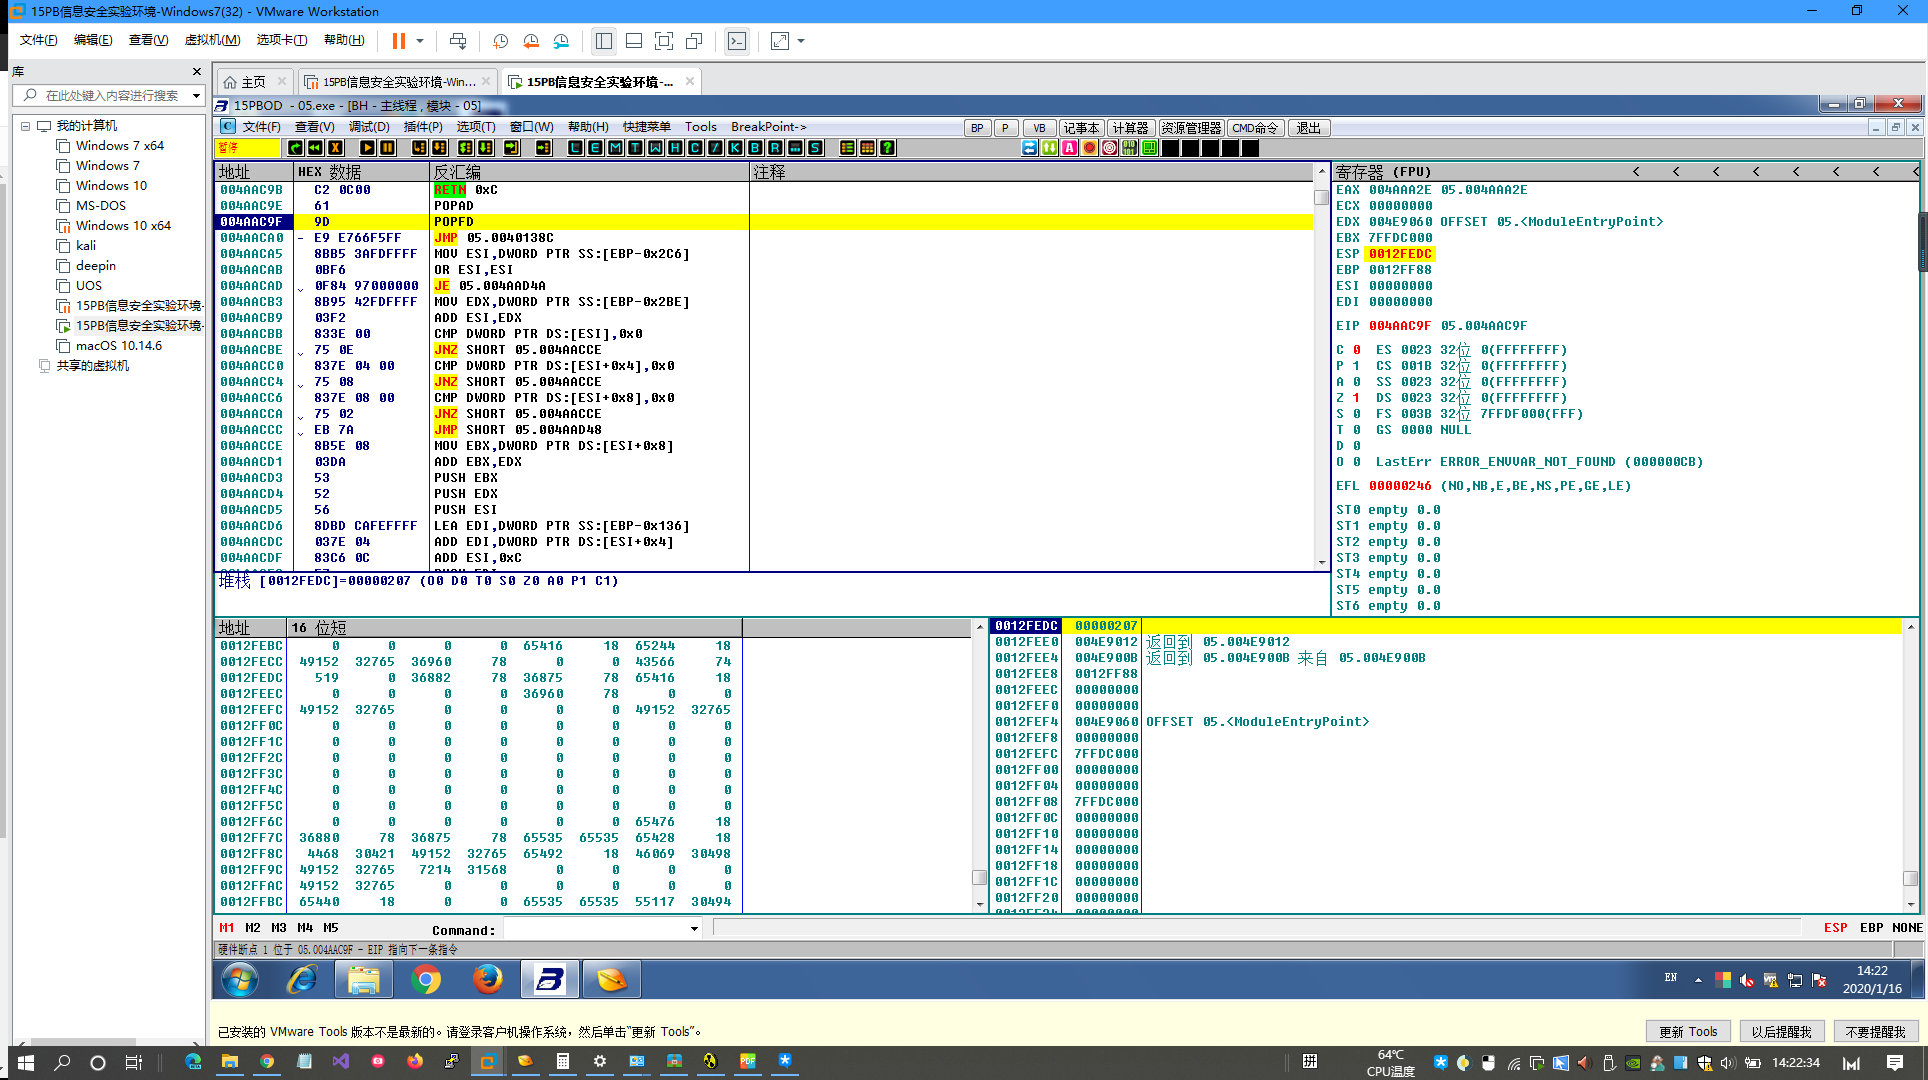 15PB信息安全实验环境-Windows7(32) - VMware Workstation
文件(F) 编辑(E) 查看(V) 虚拟机(M) 选项卡(T) 帮助(H)
库
在此处键入内容进行搜索
我的计算机
Windows 7 x64
Windows 7
Windows 10
MS-DOS
Windows 10 x64
kali
deepin
UOS
15PB信息安全实验环境-
15PB信息安全实验环境-
macOS 10.14.6
共享的虚拟机
主页 15PB信息安全实验环境-Win... 15PB信息安全实验环境-...
15PBOD - 05.exe - [BH - 主线程 , 模块 - 05]
文件(F) 查看(V) 调试(D) 插件(P) 选项(T) 窗口(W) 帮助(H) 快捷菜单 Tools BreakPoint-> BP P VB 记事本 计算器 资源管理器 CMD命令 退出
暂停 L E M T W H C / K B R ... S
地址 HEX 数据 反汇编 注释
004AAC9B C2 0C00 RETN 0xC
004AAC9E 61 POPAD
004AAC9F 9D POPFD
004AACA0 - E9 E766F5FF JMP 05.0040138C
004AACA5 8BB5 3AFDFFFF MOV ESI,DWORD PTR SS:[EBP-0x2C6]
004AACAB 0BF6 OR ESI,ESI
004AACAD 0F84 97000000 JE 05.004AAD4A
004AACB3 8B95 42FDFFFF MOV EDX,DWORD PTR SS:[EBP-0x2BE]
004AACB9 03F2 ADD ESI,EDX
004AACBB 833E 00 CMP DWORD PTR DS:[ESI],0x0
004AACBE 75 0E JNZ SHORT 05.004AACCE
004AACC0 837E 04 00 CMP DWORD PTR DS:[ESI+0x4],0x0
004AACC4 75 08 JNZ SHORT 05.004AACCE
004AACC6 837E 08 00 CMP DWORD PTR DS:[ESI+0x8],0x0
004AACCA 75 02 JNZ SHORT 05.004AACCE
004AACCC EB 7A JMP SHORT 05.004AAD48
004AACCE 8B5E 08 MOV EBX,DWORD PTR DS:[ESI+0x8]
004AACD1 03DA ADD EBX,EDX
004AACD3 53 PUSH EBX
004AACD4 52 PUSH EDX
004AACD5 56 PUSH ESI
004AACD6 8DBD CAFEFFFF LEA EDI,DWORD PTR SS:[EBP-0x136]
004AACDC 037E 04 ADD EDI,DWORD PTR DS:[ESI+0x4]
004AACDF 83C6 0C ADD ESI,0xC
堆栈 [0012FEDC]=00000207 (O0 D0 T0 S0 Z0 A0 P1 C1)
寄存器 (FPU) < < < < < < < <
EAX 004AAA2E 05.004AAA2E
ECX 00000000
EDX 004E9060 OFFSET 05.<ModuleEntryPoint>
EBX 7FFDC000
ESP 0012FEDC
EBP 0012FF88
ESI 00000000
EDI 00000000
EIP 004AAC9F 05.004AAC9F
C 0 ES 0023 32位 0(FFFFFFFF)
P 1 CS 001B 32位 0(FFFFFFFF)
A 0 SS 0023 32位 0(FFFFFFFF)
Z 1 DS 0023 32位 0(FFFFFFFF)
S 0 FS 003B 32位 7FFDF000(FFF)
T 0 GS 0000 NULL
D 0
O 0 LastErr ERROR_ENVVAR_NOT_FOUND (000000CB)
EFL 00000246 (NO,NB,E,BE,NS,PE,GE,LE)
ST0 empty 0.0
ST1 empty 0.0
ST2 empty 0.0
ST3 empty 0.0
ST4 empty 0.0
ST5 empty 0.0
ST6 empty 0.0
地址 16 位短
0012FEBC 0 0 0 0 65416 18 65244 18
0012FECC 49152 32765 36960 78 0 0 43566 74
0012FEDC 519 0 36882 78 36875 78 65416 18
0012FEEC 0 0 0 0 36960 78 0 0
0012FEFC 49152 32765 0 0 0 0 49152 32765
0012FF0C 0 0 0 0 0 0 0 0
0012FF1C 0 0 0 0 0 0 0 0
0012FF2C 0 0 0 0 0 0 0 0
0012FF3C 0 0 0 0 0 0 0 0
0012FF4C 0 0 0 0 0 0 0 0
0012FF5C 0 0 0 0 0 0 0 0
0012FF6C 0 0 0 0 0 0 65476 18
0012FF7C 36880 78 36875 78 65535 65535 65428 18
0012FF8C 4468 30421 49152 32765 65492 18 46069 30498
0012FF9C 49152 32765 7214 31568 0 0 0 0
0012FFAC 49152 32765 0 0 0 0 0 0
0012FFBC 65440 18 0 0 65535 65535 55117 30494
0012FEDC 00000207
0012FEE0 004E9012 返回到 05.004E9012
0012FEE4 004E900B 返回到 05.004E900B 来自 05.004E900B
0012FEE8 0012FF88
0012FEEC 00000000
0012FEF0 00000000
0012FEF4 004E9060 OFFSET 05.<ModuleEntryPoint>
0012FEF8 00000000
0012FEFC 7FFDC000
0012FF00 00000000
0012FF04 00000000
0012FF08 7FFDC000
0012FF0C 00000000
0012FF10 00000000
0012FF14 00000000
0012FF18 00000000
0012FF1C 00000000
0012FF20 00000000
M1 M2 M3 M4 M5 Command: ESP EBP NONE
硬件断点 1 位于 05.004AAC9F - EIP 指向下一条指令
EN 14:22
2020/1/16
已安装的 VMware Tools 版本不是最新的。请登录客户机操作系统，然后单击“更新 Tools”。 更新 Tools 以后提醒我 不要提醒我
拼 64℃
CPU温度 14:22:34